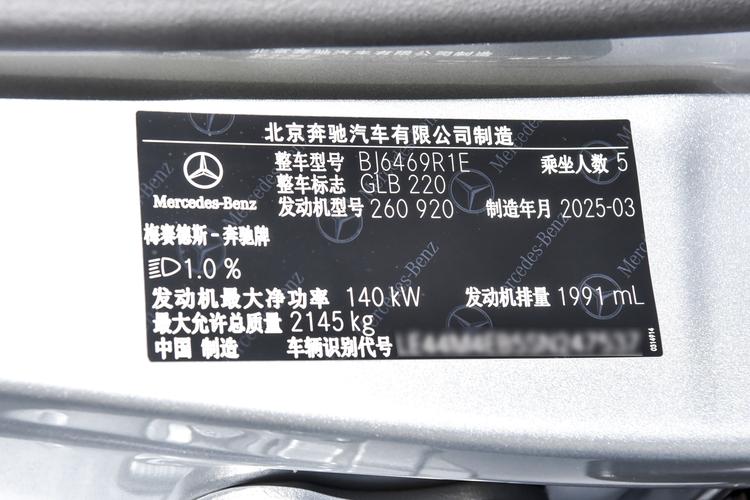 北京奔驰汽车有限公司制造
整车型号 BJ6469R1E 乘坐人数 5
整车标志 GLB 220
Mercedes-Benz 发动机型号 260 920 制造年月 2025-03
梅赛德斯-奔驰牌
1.0 %
发动机最大净功率 140 kW 发动机排量 1991 mL
最大允许总质量 2145 kg
中国 制造 车辆识别代号
0314914